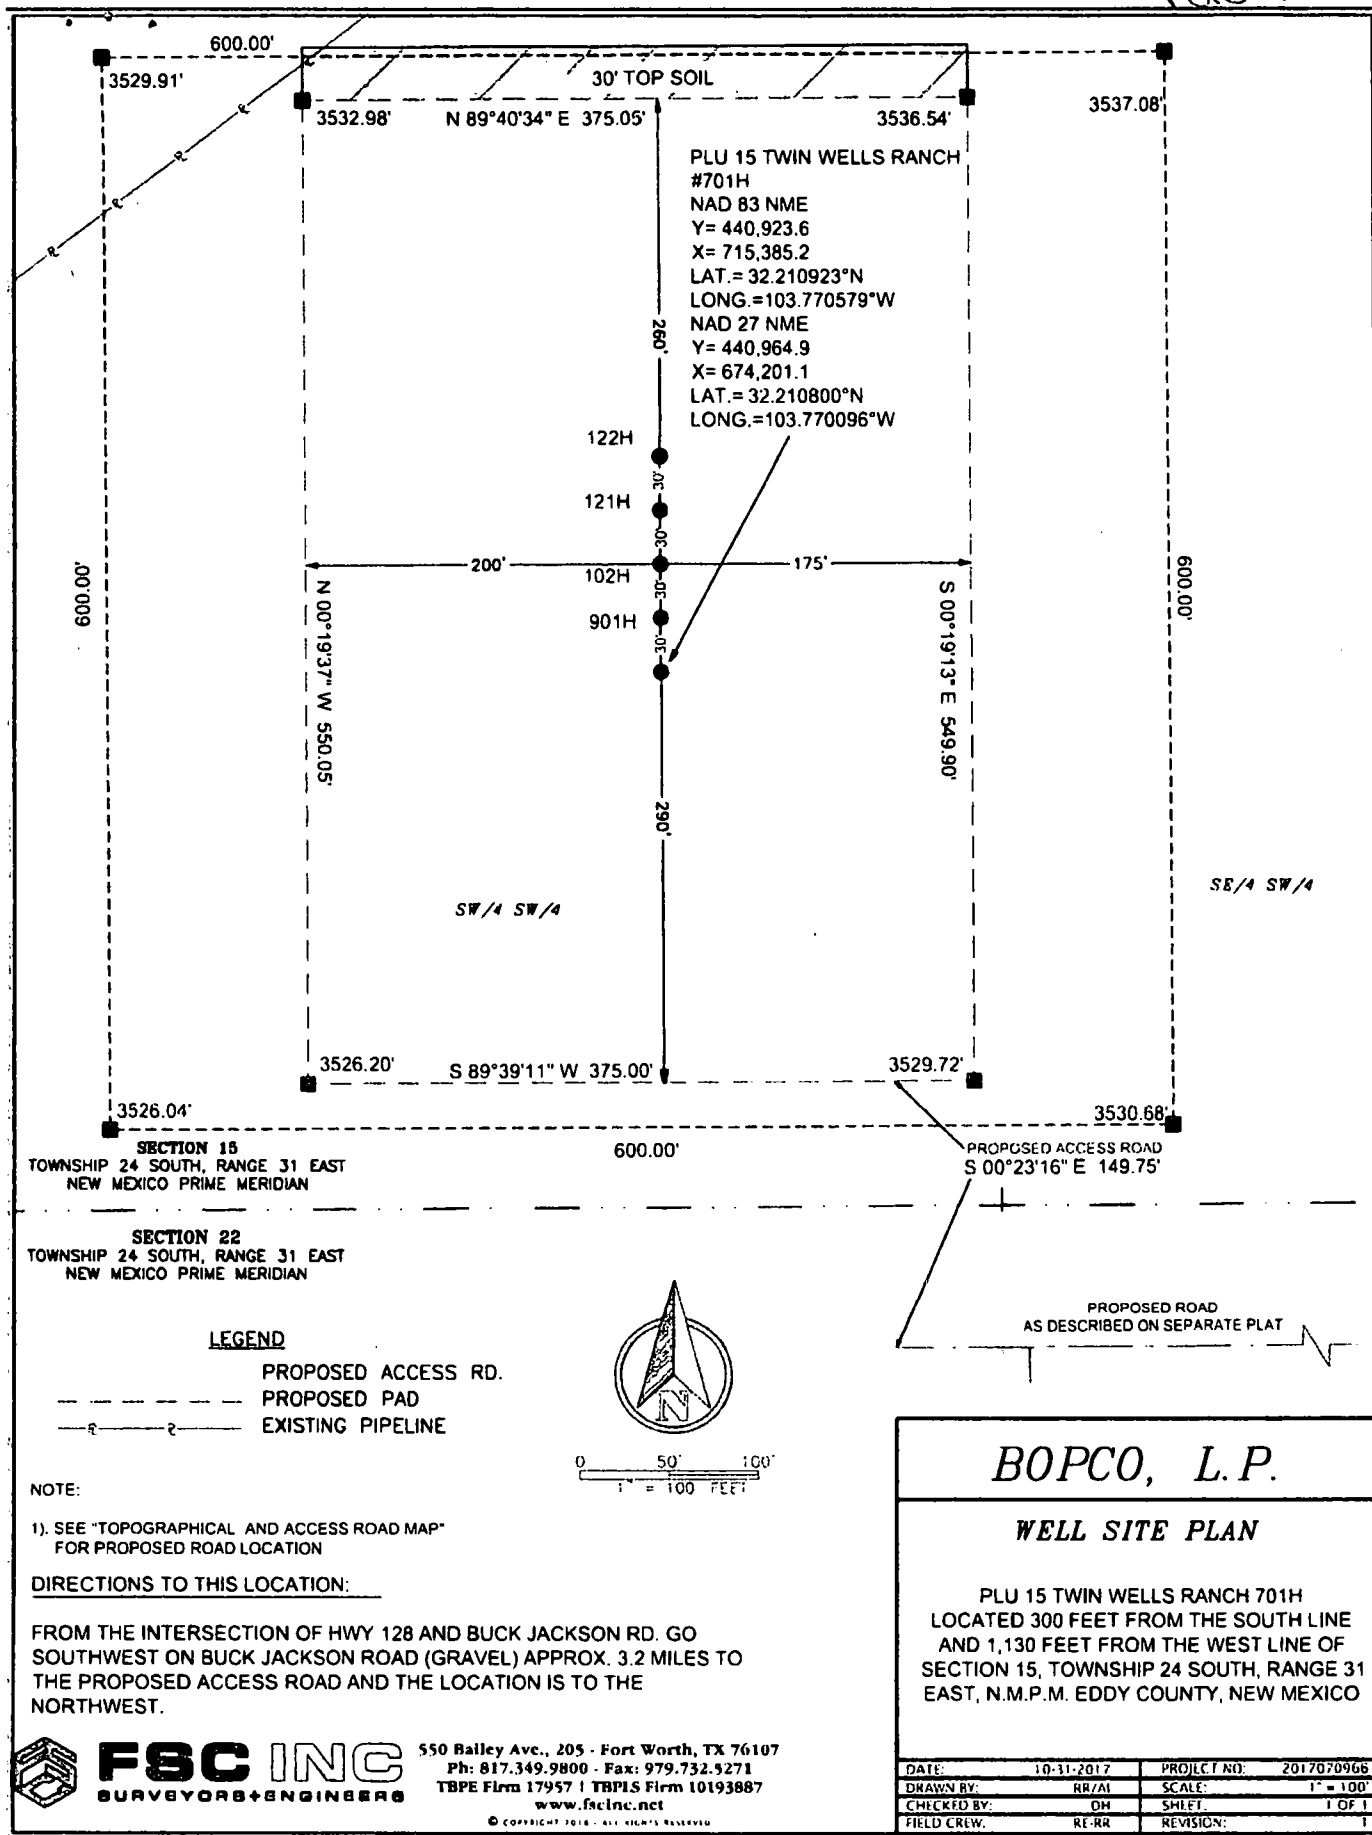 600.00'
3529.91'
30' TOP SOIL
3537.08'
3532.98'
N 89°40'34" E 375.05'
3536.54'
PLU 15 TWIN WELLS RANCH
#701H
NAD 83 NME
Y= 440,923.6
X= 715,385.2
LAT.= 32.210923°N
LONG.=103.770579°W
NAD 27 NME
Y= 440,964.9
X= 674,201.1
LAT.= 32.210800°N
LONG.=103.770096°W
260'
122H
30'
121H
30'
200'
175'
102H
30'
901H
30'
600.00'
N 00°19'37" W 550.05'
S 00°19'13" E 549.90'
600.00'
290'
SW/4 SW/4
SE/4 SW/4
3526.20'
S 89°39'11" W 375.00'
3529.72'
3526.04'
3530.68'
600.00'
SECTION 15
TOWNSHIP 24 SOUTH, RANGE 31 EAST
NEW MEXICO PRIME MERIDIAN
PROPOSED ACCESS ROAD
S 00°23'16" E 149.75'
SECTION 22
TOWNSHIP 24 SOUTH, RANGE 31 EAST
NEW MEXICO PRIME MERIDIAN
PROPOSED ROAD
AS DESCRIBED ON SEPARATE PLAT
LEGEND
PROPOSED ACCESS RD.
PROPOSED PAD
EXISTING PIPELINE
N
0 50' 100'
1" = 100 FEET
NOTE:
1). SEE "TOPOGRAPHICAL AND ACCESS ROAD MAP"
FOR PROPOSED ROAD LOCATION
DIRECTIONS TO THIS LOCATION:
FROM THE INTERSECTION OF HWY 128 AND BUCK JACKSON RD. GO
SOUTHWEST ON BUCK JACKSON ROAD (GRAVEL) APPROX. 3.2 MILES TO
THE PROPOSED ACCESS ROAD AND THE LOCATION IS TO THE
NORTHWEST.
BOPCO, L.P.
WELL SITE PLAN
PLU 15 TWIN WELLS RANCH 701H
LOCATED 300 FEET FROM THE SOUTH LINE
AND 1,130 FEET FROM THE WEST LINE OF
SECTION 15, TOWNSHIP 24 SOUTH, RANGE 31
EAST, N.M.P.M. EDDY COUNTY, NEW MEXICO
FSC INC
SURVEYORS+ENGINEERS
550 Bailey Ave., 205 - Fort Worth, TX 76107
Ph: 817.349.9800 - Fax: 979.732.5271
TBPE Firm 17957 | TBPLS Firm 10193887
www.fscinc.net
© COPYRIGHT 2016 - ALL RIGHTS RESERVED
DATE: 10-31-2017 PROJECT NO: 2017070966
DRAWN BY: RR/AI SCALE: 1" = 100'
CHECKED BY: DH SHEET: 1 OF 1
FIELD CREW: RE-RR REVISION: 1